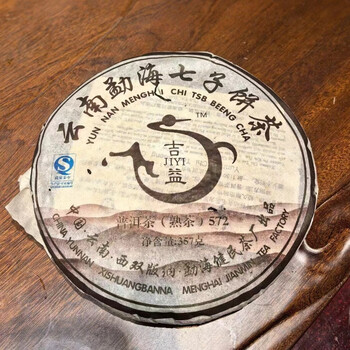 云南勐海七子饼茶
YUN NAN MENGHAI CHI TSB BEENG CHA
TM
吉
JIYI
益
普洱茶（熟茶）572
净含量:357克
中国·云南·西双版纳·勐海健民茶厂出品
CHINA YUNNAN XISHUANGBANNA MENGHAI JIANMIN TEA FACTORY